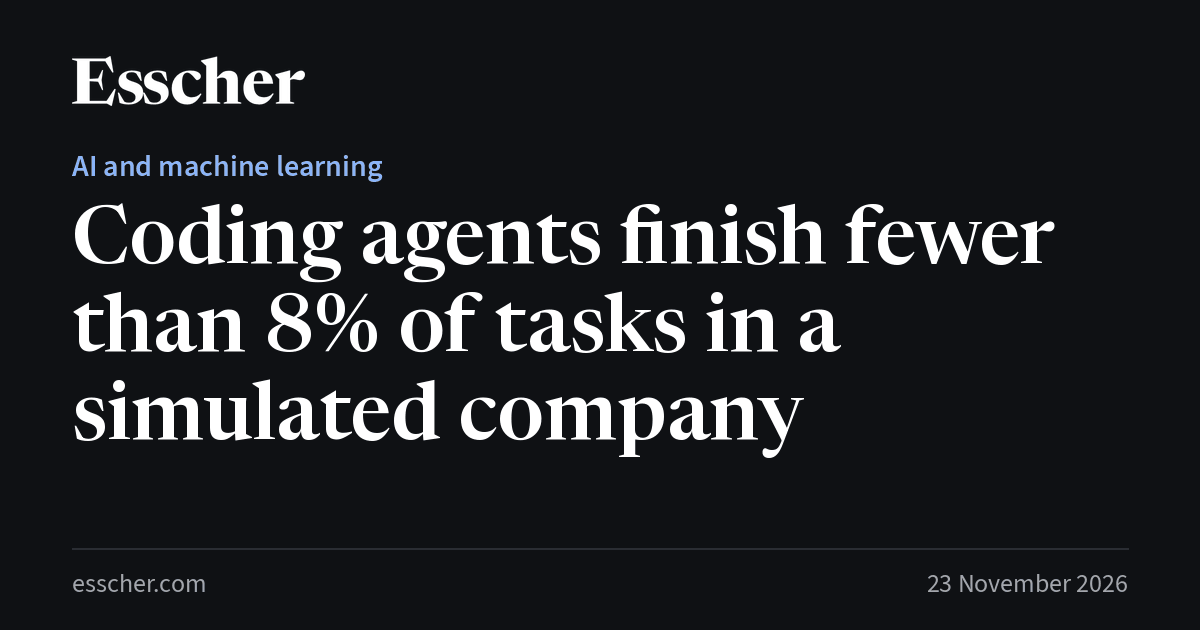 Esscher
AI and machine learning
Coding agents finish fewer
than 8% of tasks in a
simulated company
esscher.com
23 November 2026